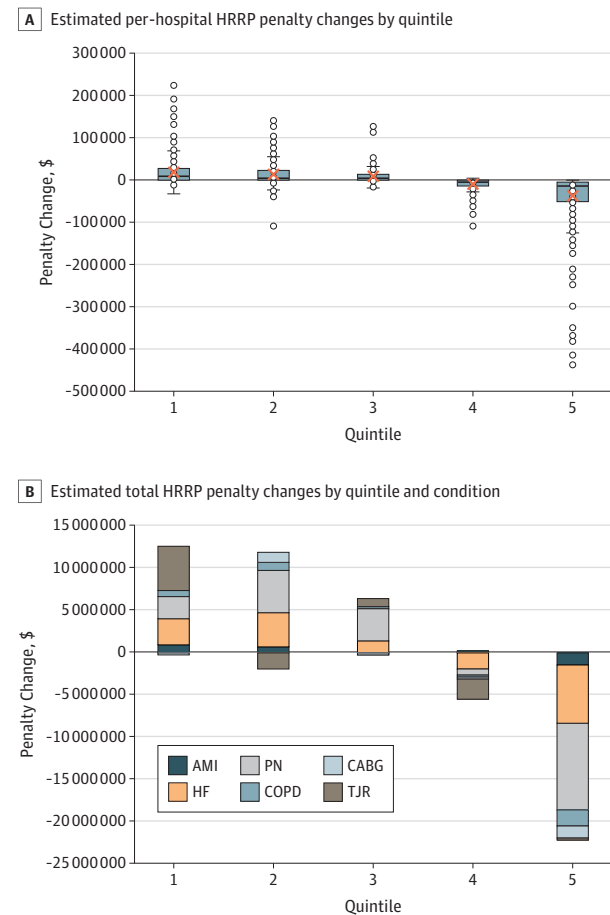 A Estimated per-hospital HRRP penalty changes by quintile
300000
200000
100000
0
-100000
-200000
-300000
-400000
-500000
Penalty Change, $
1 2 3 4 5
Quintile
B Estimated total HRRP penalty changes by quintile and condition
15000000
10000000
5000000
0
-5000000
-10000000
-15000000
-20000000
-25000000
Penalty Change, $
AMI PN CABG
HF COPD TJR
1 2 3 4 5
Quintile